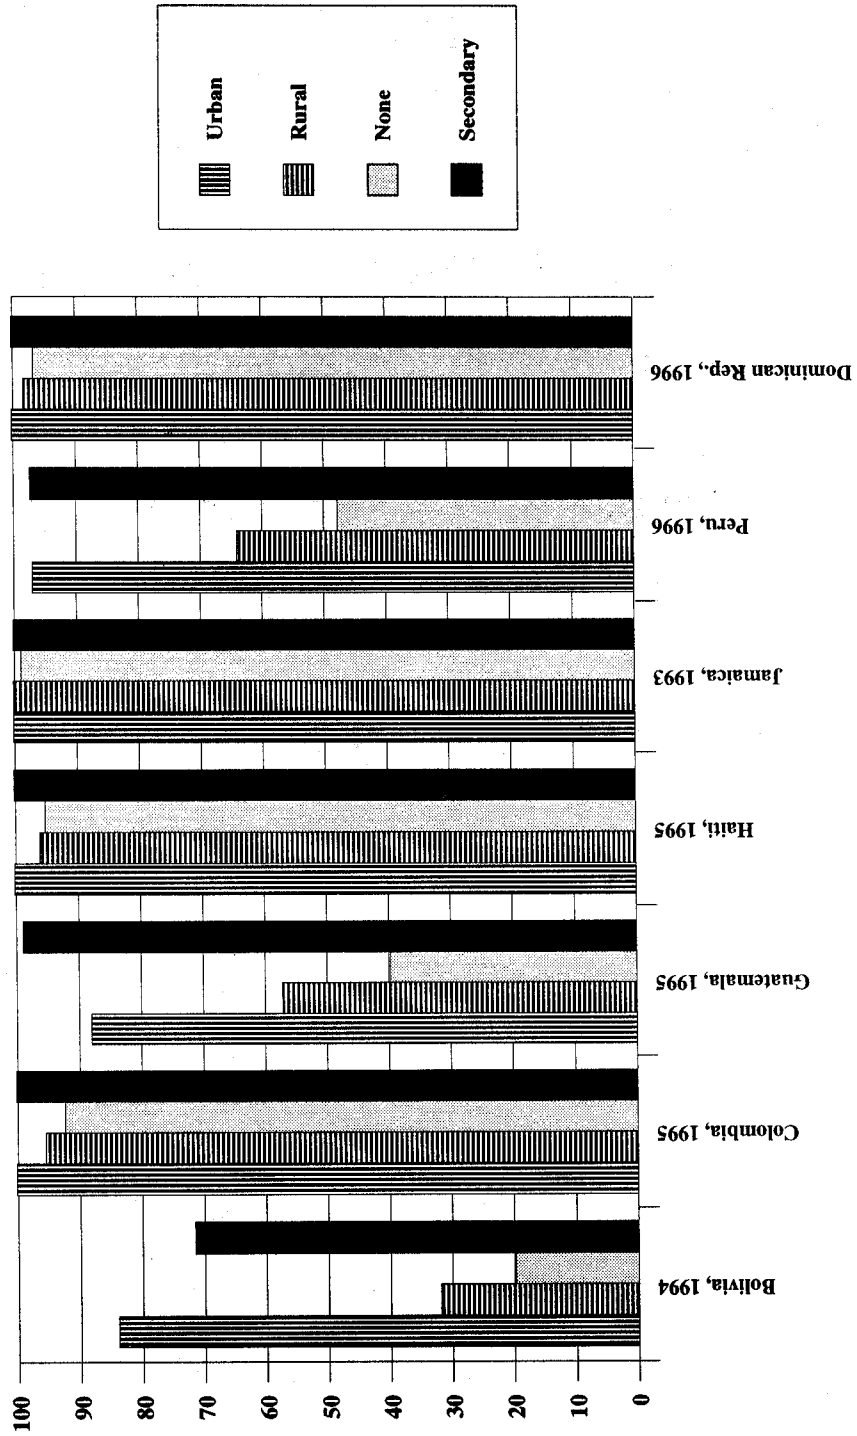 Urban
Rural
None
Secondary
100
90
80
70
60
50
40
30
20
10
0
Bolivia, 1994
Colombia, 1995
Guatemala, 1995
Haiti, 1995
Jamaica, 1993
Peru, 1996
Dominican Rep., 1996